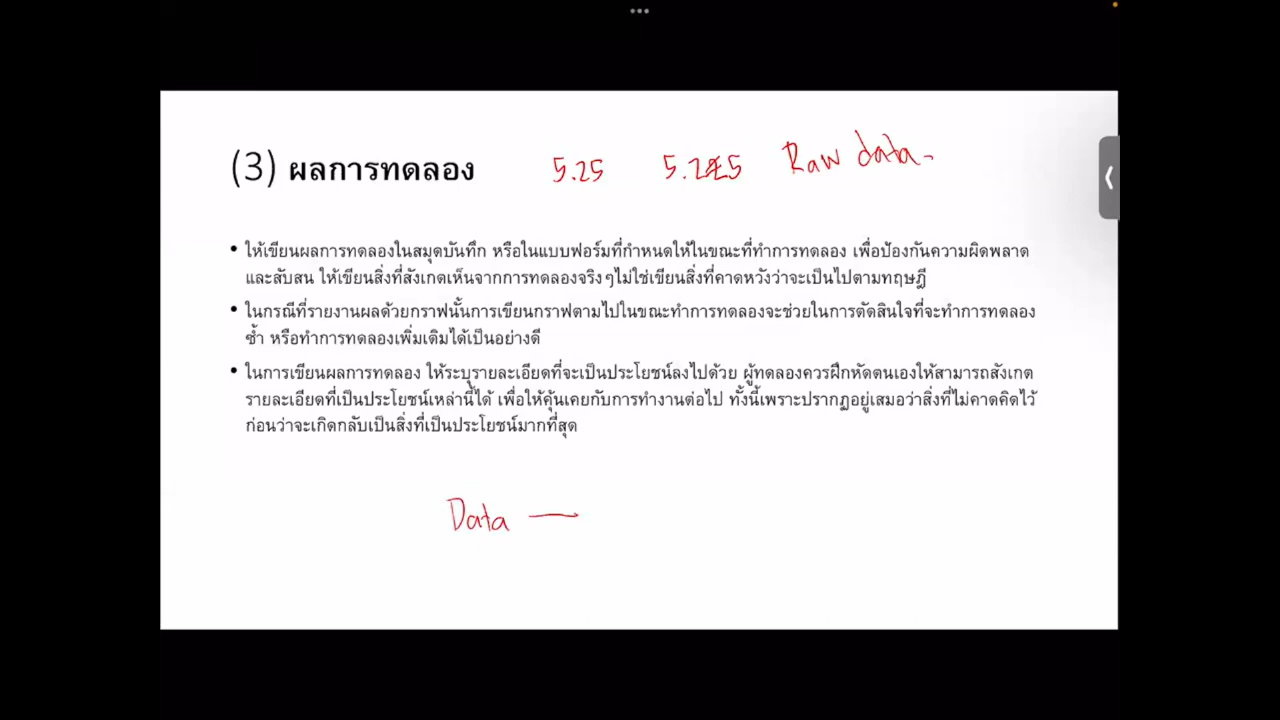 (3) ผลการทดลอง 5.25 5.245 Raw data.
• ให้เขียนผลการทดลองในสมุดบันทึก หรือในแบบฟอร์มที่กำหนดให้ในขณะที่ทำการทดลอง เพื่อป้องกันความผิดพลาด
และสับสน ให้เขียนสิ่งที่สังเกตเห็นจากการทดลองจริงๆไม่ใช่เขียนสิ่งที่คาดหวังว่าจะเป็นไปตามทฤษฎี
• ในกรณีที่รายงานผลด้วยกราฟนั้นการเขียนกราฟตามไปในขณะทำการทดลองจะช่วยในการตัดสินใจที่จะทำการทดลอง
ซ้ำ หรือทำการทดลองเพิ่มเติมได้เป็นอย่างดี
• ในการเขียนผลการทดลอง ให้ระบุรายละเอียดที่จะเป็นประโยชน์ลงไปด้วย ผู้ทดลองควรฝึกหัดตนเองให้สามารถสังเกต
รายละเอียดที่เป็นประโยชน์เหล่านี้ได้ เพื่อให้คุ้นเคยกับการทำงานต่อไป ทั้งนี้เพราะปรากฏอยู่เสมอว่าสิ่งที่ไม่คาดคิดไว้
ก่อนว่าจะเกิดกลับเป็นสิ่งที่เป็นประโยชน์มากที่สุด
Data —